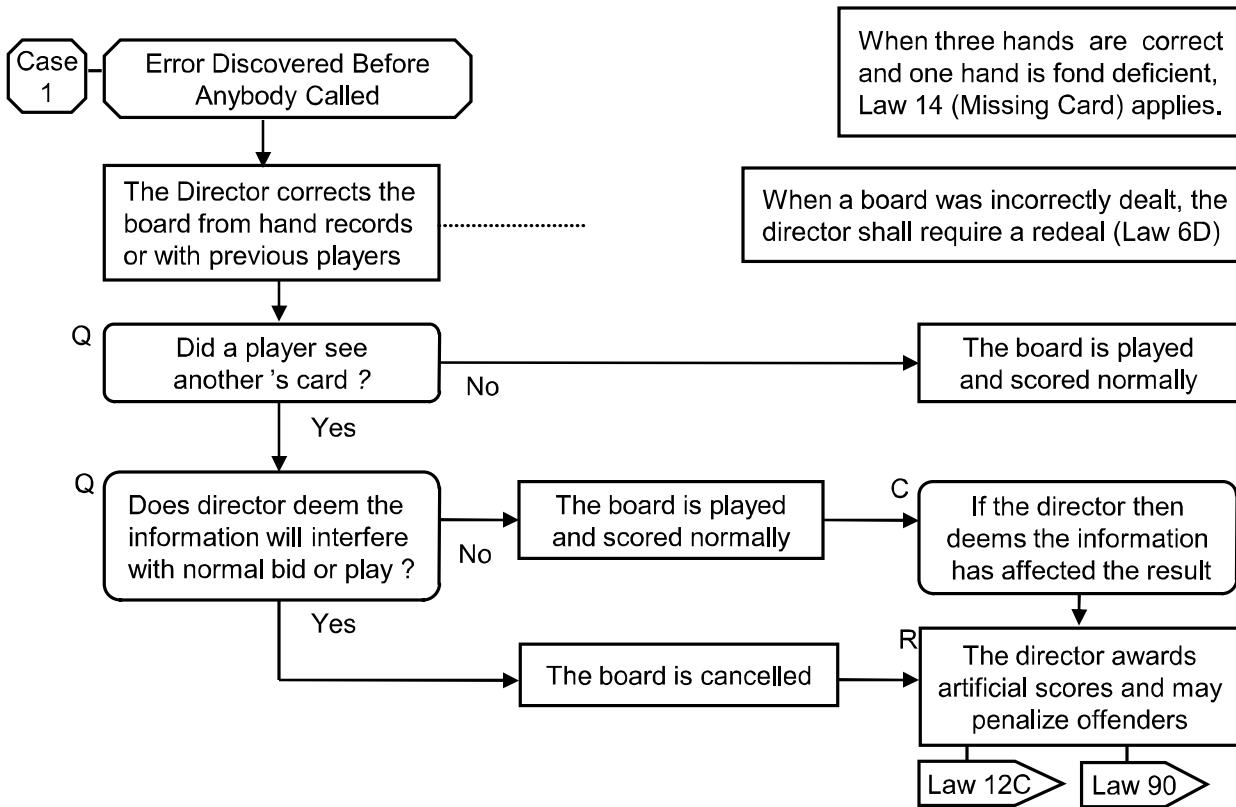 Case
1
Error Discovered Before
Anybody Called
When three hands are correct
and one hand is fond deficient,
Law 14 (Missing Card) applies.
The Director corrects the
board from hand records
or with previous players
When a board was incorrectly dealt, the
director shall require a redeal (Law 6D)
Q
Did a player see
another 's card ?
No
The board is played
and scored normally
Yes
Q
Does director deem the
information will interfere
with normal bid or play ?
No
The board is played
and scored normally
C
If the director then
deems the information
has affected the result
Yes
The board is cancelled
R
The director awards
artificial scores and may
penalize offenders
Law 12C
Law 90